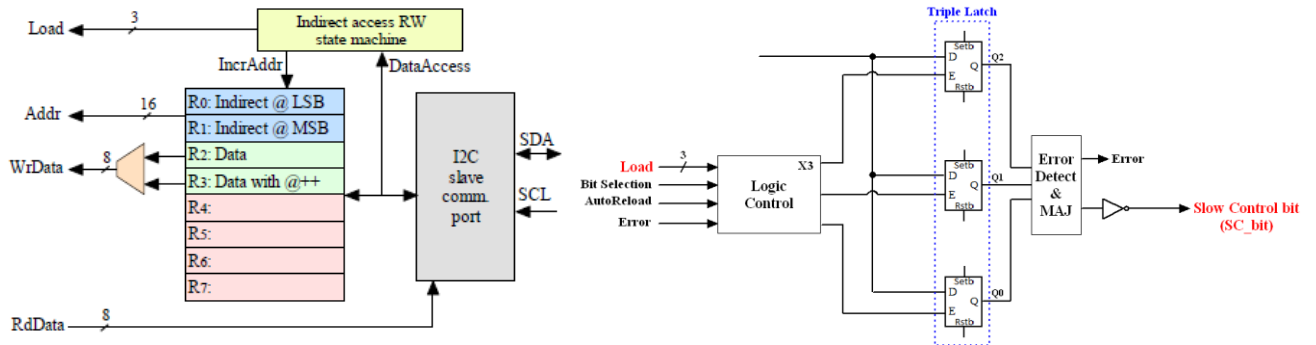 Load
3
Indirect access RW
state machine
IncrAddr
DataAccess
Addr
16
R0: Indirect @ LSB
R1: Indirect @ MSB
WrData
8
R2: Data
R3: Data with @++
R4:
R5:
R6:
R7:
I2C
slave
comm.
port
SDA
SCL
RdData
8
Triple Latch
Setb
D
Q
E
Rstb
Q2
Load
3
Bit Selection
AutoReload
Error
X3
Logic
Control
Setb
D
Q
E
Rstb
Q1
Setb
D
Q
E
Rstb
Q0
Error
Detect
&
MAJ
Error
Slow Control bit
(SC_bit)